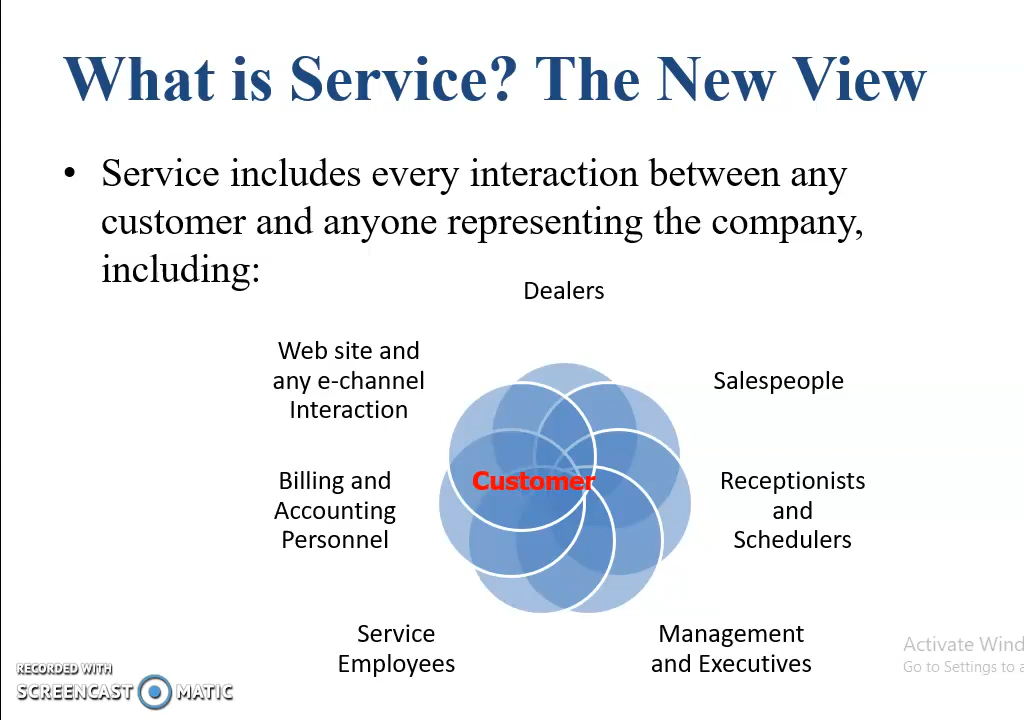 What is Service? The New View
• Service includes every interaction between any
customer and anyone representing the company,
including:
Dealers
Web site and
any e-channel
Interaction
Salespeople
Customer
Billing and
Accounting
Personnel
Receptionists
and
Schedulers
Service
Employees
Management
and Executives
RECORDED WITH
SCREENCAST MATIC
Activate Wind
Go to Settings to a